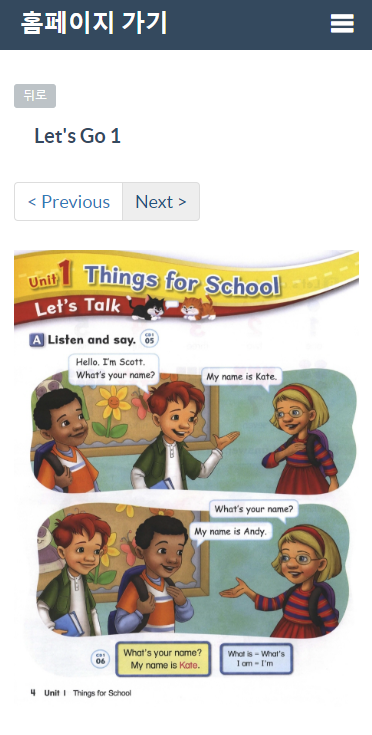 홈페이지 가기
뒤로
Let's Go 1
< Previous
Next >
Unit 1 Things for School
Let's Talk
A Listen and say. CD1 05
Hello. I'm Scott.
What's your name?
My name is Kate.
What's your name?
My name is Andy.
CD1 06
What's your name?
My name is Kate.
What is → What's
I am → I'm
4 Unit 1 Things for School